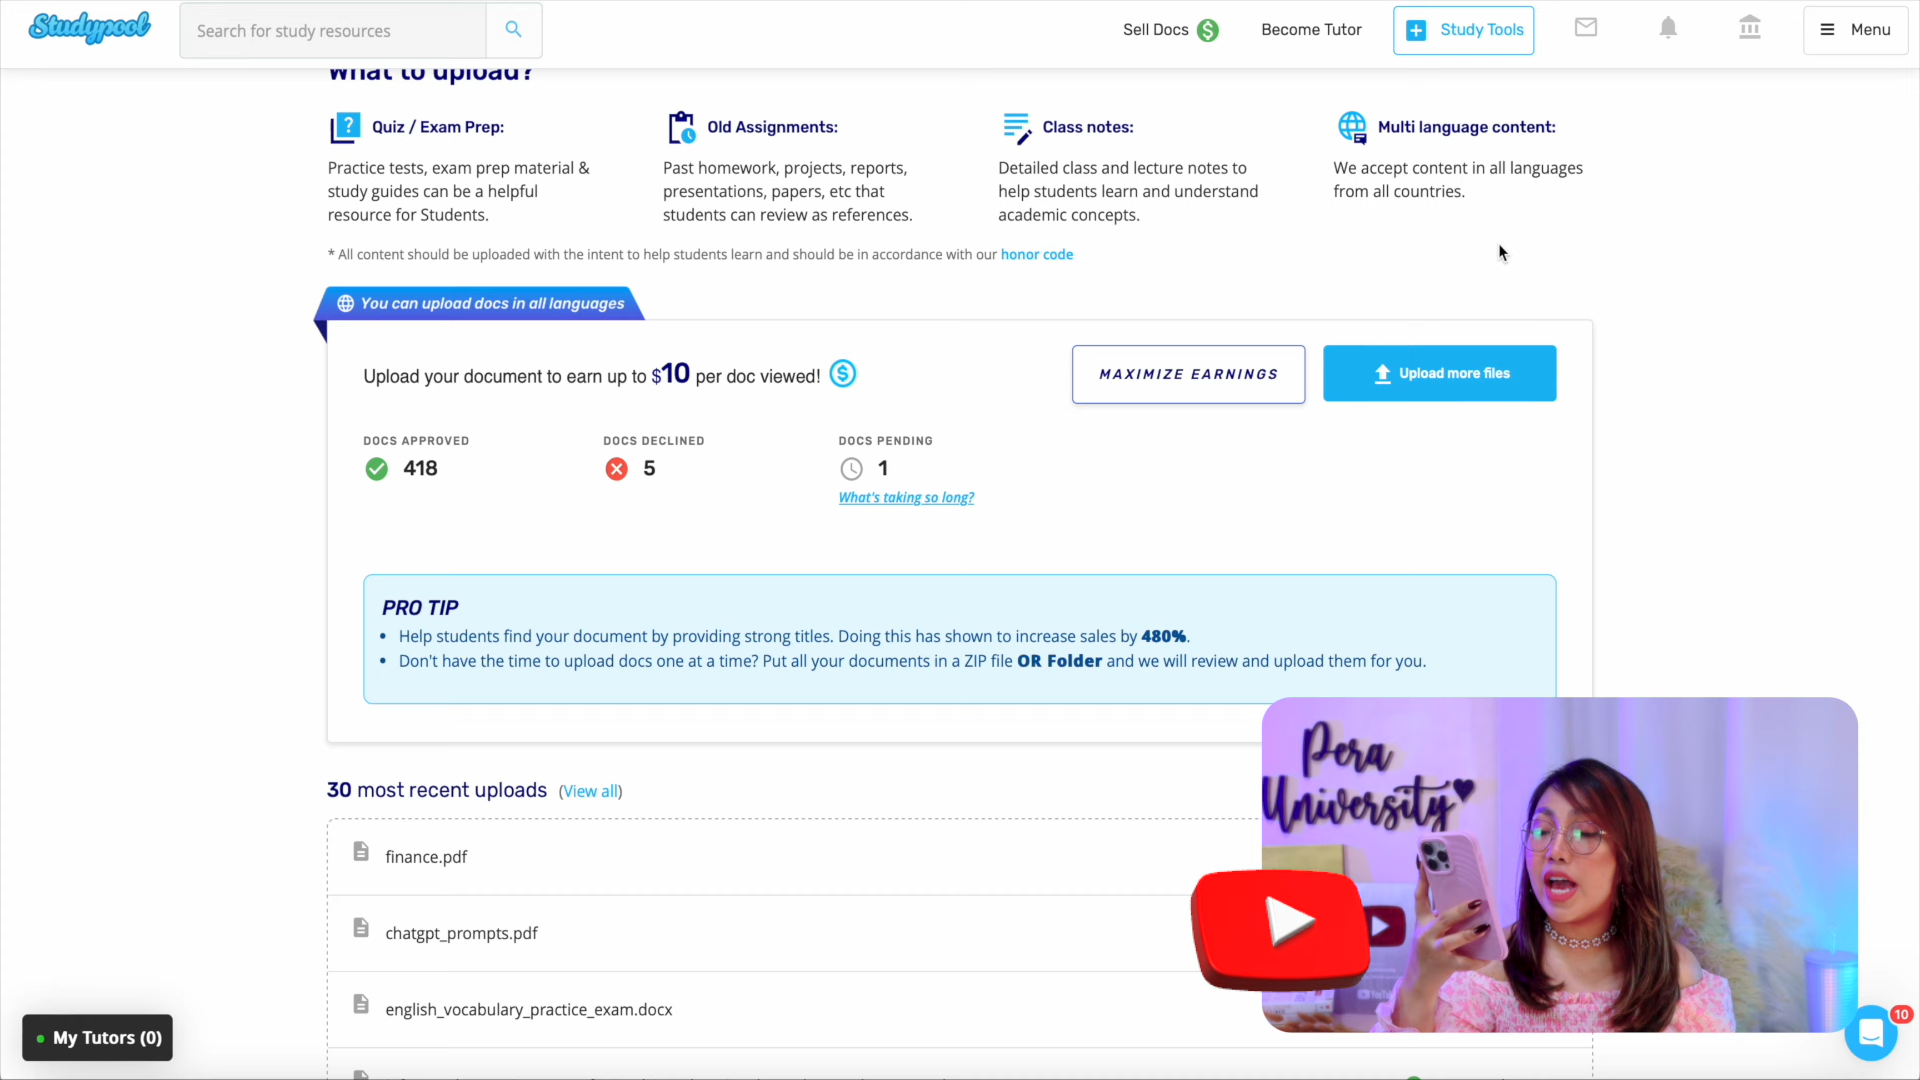 Studypool
Search for study resources
Sell Docs $
Become Tutor
Study Tools
Menu
What to upload?
Quiz / Exam Prep:
Practice tests, exam prep material &
study guides can be a helpful
resource for Students.
Old Assignments:
Past homework, projects, reports,
presentations, papers, etc that
students can review as references.
Class notes:
Detailed class and lecture notes to
help students learn and understand
academic concepts.
Multi language content:
We accept content in all languages
from all countries.
* All content should be uploaded with the intent to help students learn and should be in accordance with our honor code
You can upload docs in all languages
Upload your document to earn up to $10 per doc viewed!
MAXIMIZE EARNINGS
Upload more files
DOCS APPROVED
418
DOCS DECLINED
5
DOCS PENDING
1
What's taking so long?
PRO TIP
• Help students find your document by providing strong titles. Doing this has shown to increase sales by 480%.
• Don't have the time to upload docs one at a time? Put all your documents in a ZIP file OR Folder and we will review and upload them for you.
30 most recent uploads (View all)
finance.pdf
chatgpt_prompts.pdf
english_vocabulary_practice_exam.docx
Pera
University
My Tutors (0)
10